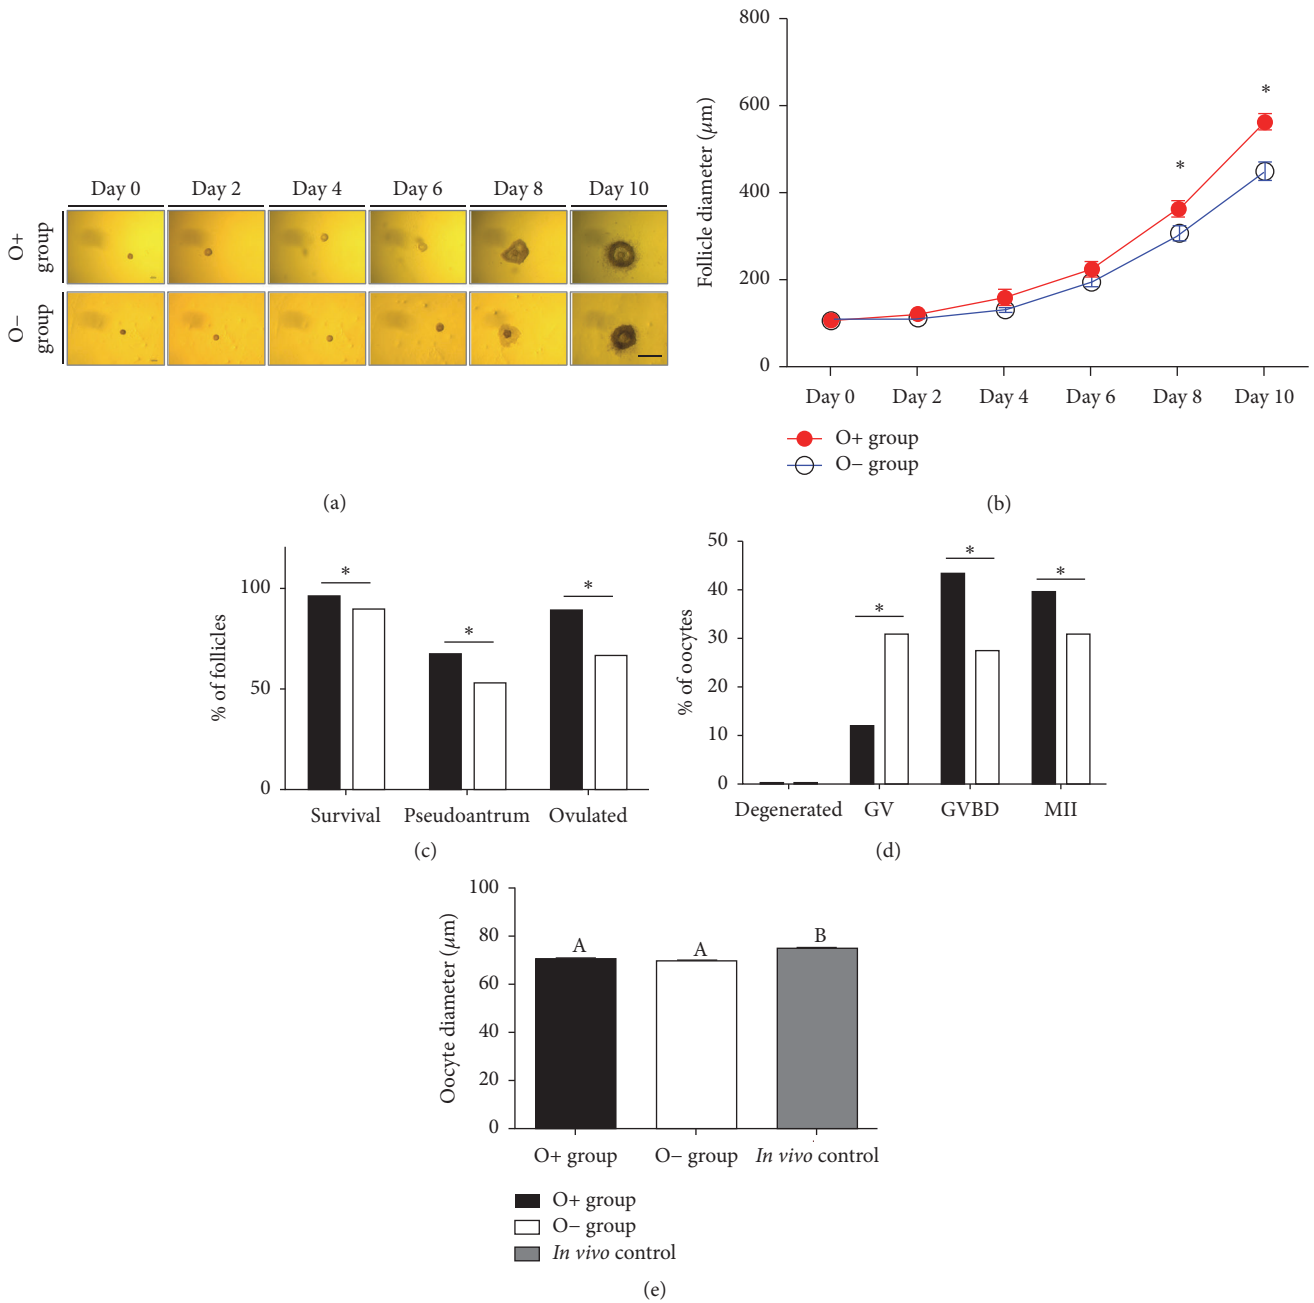 Day 0 Day 2 Day 4 Day 6 Day 8 Day 10
O+ group
O− group
(a)
800
600
400
200
0
Follicle diameter (μm)
*
*
Day 0 Day 2 Day 4 Day 6 Day 8 Day 10
O+ group
O− group
(b)
100
50
0
% of follicles
* * *
Survival Pseudoantrum Ovulated
(c)
50
40
30
20
10
0
% of oocytes
* * *
Degenerated GV GVBD MII
(d)
100
80
60
40
20
0
Oocyte diameter (μm)
A A B
O+ group O− group In vivo control
O+ group
O− group
In vivo control
(e)